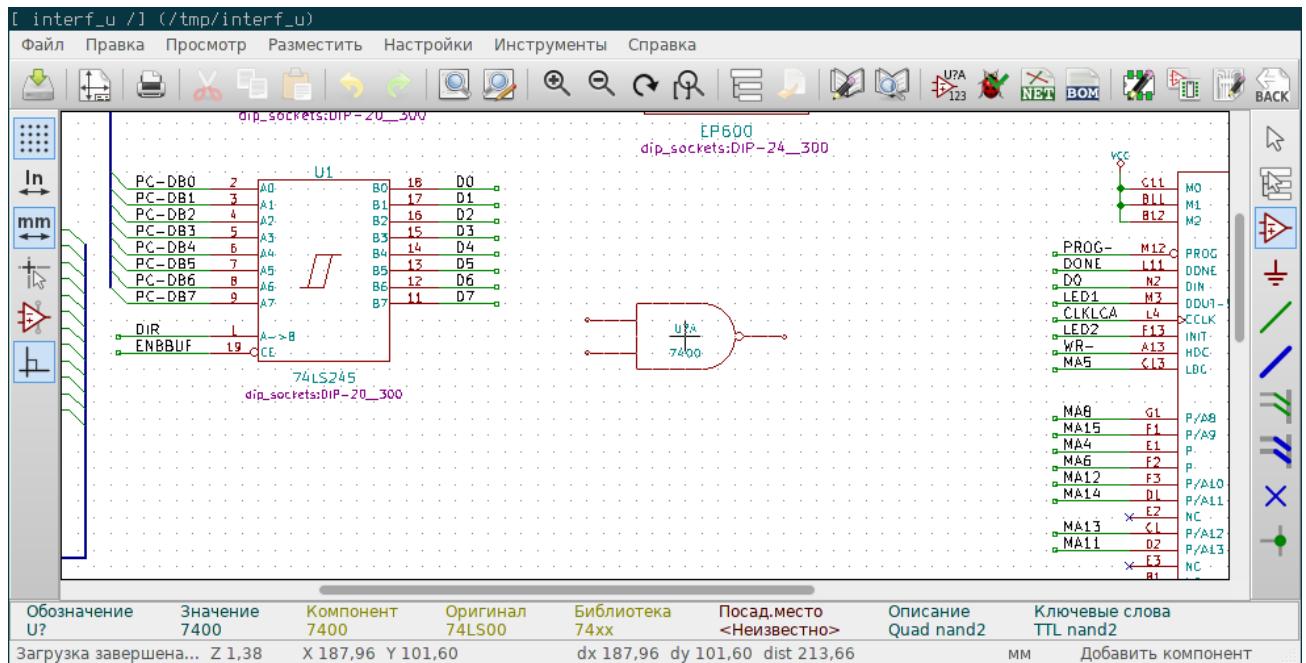 [ interf_u /] (/tmp/interf_u)
Файл Правка Просмотр Разместить Настройки Инструменты Справка
U?A
123
NET
BOM
BACK
In
mm
dip_sockets:DIP-20__300
EP600
dip_sockets:DIP-24__300
U1
PC-DB0 2 A0 B0 18 D0
PC-DB1 3 A1 B1 17 D1
PC-DB2 4 A2 B2 16 D2
PC-DB3 5 A3 B3 15 D3
PC-DB4 6 A4 B4 14 D4
PC-DB5 7 A5 B5 13 D5
PC-DB6 8 A6 B6 12 D6
PC-DB7 9 A7 B7 11 D7
DIR 1 A->B
ENBBUF 19 CE
74LS245
dip_sockets:DIP-20__300
U?A
7400
VCC
C11 M0
B11 M1
B12 M2
PROG- M12 PROG
DONE L11 DONE
D0 N2 DIN
LED1 M3
CLKLCA L4 CCLK
LED2 F13 INIT
WR- A13 HDC
MA5 C13 LDC
MA8 G1 P/A8
MA15 F1 P/A9
MA4 E1 P
MA6 F2 P
MA12 F3 P/A10
MA14 D1 P/A11
E2 NC
MA13 C1 P/A12
MA11 D2 P/A13
E3 NC
B1
Обозначение Значение Компонент Оригинал Библиотека Посад.место Описание Ключевые слова
U? 7400 7400 74LS00 74xx <Неизвестно> Quad nand2 TTL nand2
Загрузка завершена... Z 1,38 X 187,96 Y 101,60 dx 187,96 dy 101,60 dist 213,66 мм Добавить компонент